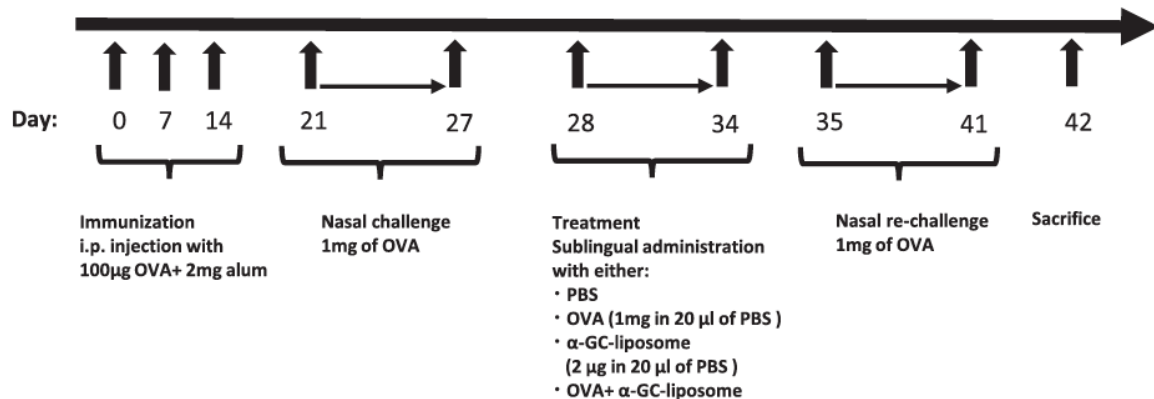 Day: 0 7 14 21 27 28 34 35 41 42
Immunization
i.p. injection with
100μg OVA+ 2mg alum
Nasal challenge
1mg of OVA
Treatment
Sublingual administration
with either:
・PBS
・OVA (1mg in 20 μl of PBS )
・α-GC-liposome
(2 μg in 20 μl of PBS )
・OVA+ α-GC-liposome
Nasal re-challenge
1mg of OVA
Sacrifice